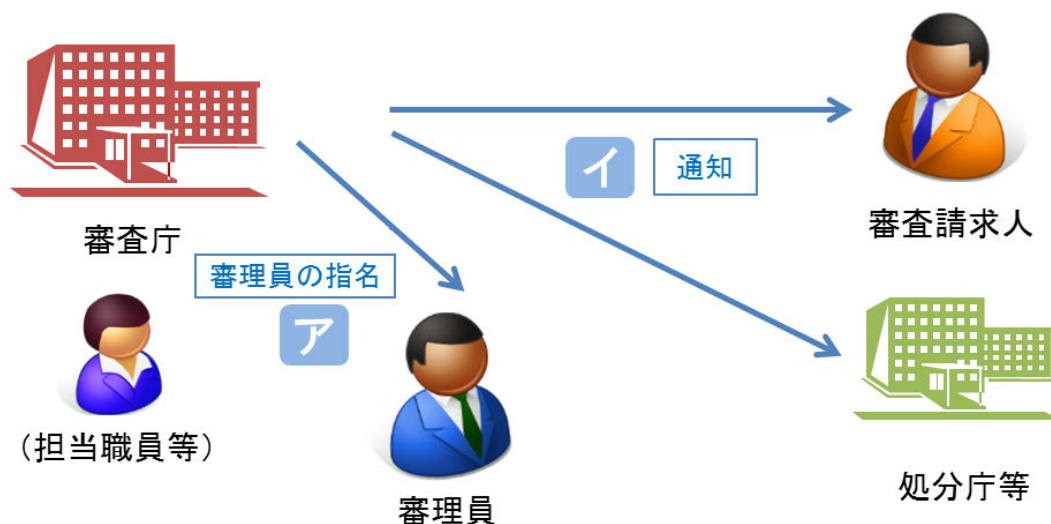 審査庁
審理員の指名
ア
イ
通知
審査請求人
(担当職員等)
審理員
処分庁等